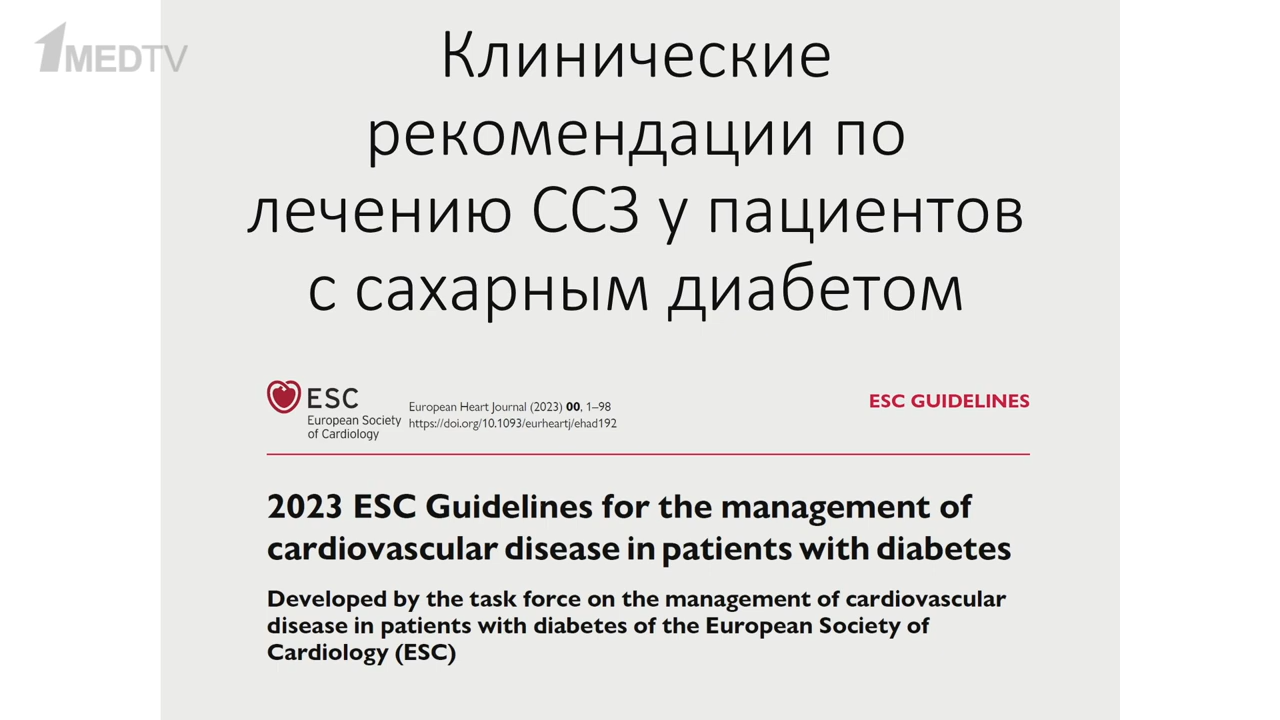 1MEDTV
Клинические
рекомендации по
лечению ССЗ у пациентов
с сахарным диабетом
ESC
European Society
of Cardiology
European Heart Journal (2023) 00, 1–98
https://doi.org/10.1093/eurheartj/ehad192
ESC GUIDELINES
2023 ESC Guidelines for the management of
cardiovascular disease in patients with diabetes
Developed by the task force on the management of cardiovascular
disease in patients with diabetes of the European Society of
Cardiology (ESC)